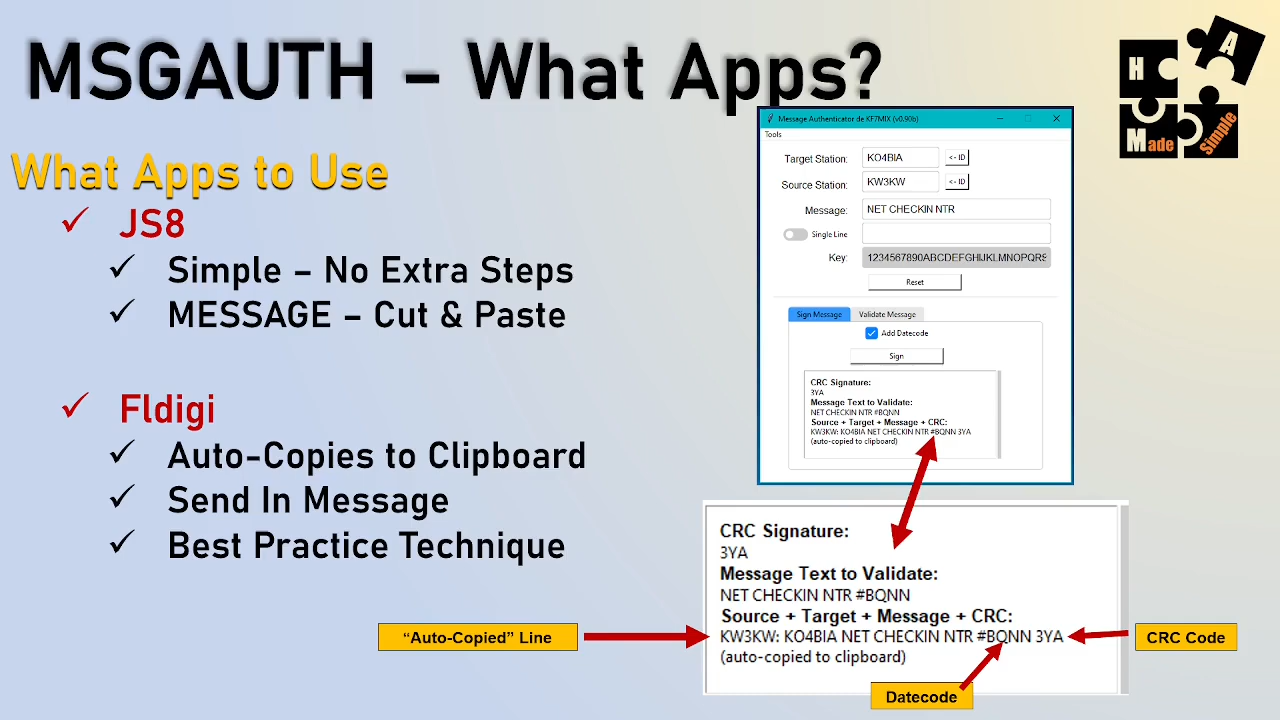 MSGAUTH – What Apps?
H A Made Simple
What Apps to Use
✓ JS8
✓ Simple – No Extra Steps
✓ MESSAGE – Cut & Paste
✓ Fldigi
✓ Auto-Copies to Clipboard
✓ Send In Message
✓ Best Practice Technique
Message Authenticator de KF7MIX (v0.90b)
Tools
Target Station: KO4BIA <- ID
Source Station: KW3KW <- ID
Message: NET CHECKIN NTR
Single Line
Key: 1234567890ABCDEFGHIJKLMNOPQRS
Reset
Sign Message Validate Message
Add Datecode
Sign
CRC Signature:
3YA
Message Text to Validate:
NET CHECKIN NTR #BQNN
Source + Target + Message + CRC:
KW3KW: KO4BIA NET CHECKIN NTR #BQNN 3YA
(auto-copied to clipboard)
CRC Signature:
3YA
Message Text to Validate:
NET CHECKIN NTR #BQNN
Source + Target + Message + CRC:
KW3KW: KO4BIA NET CHECKIN NTR #BQNN 3YA
(auto-copied to clipboard)
“Auto-Copied” Line
CRC Code
Datecode